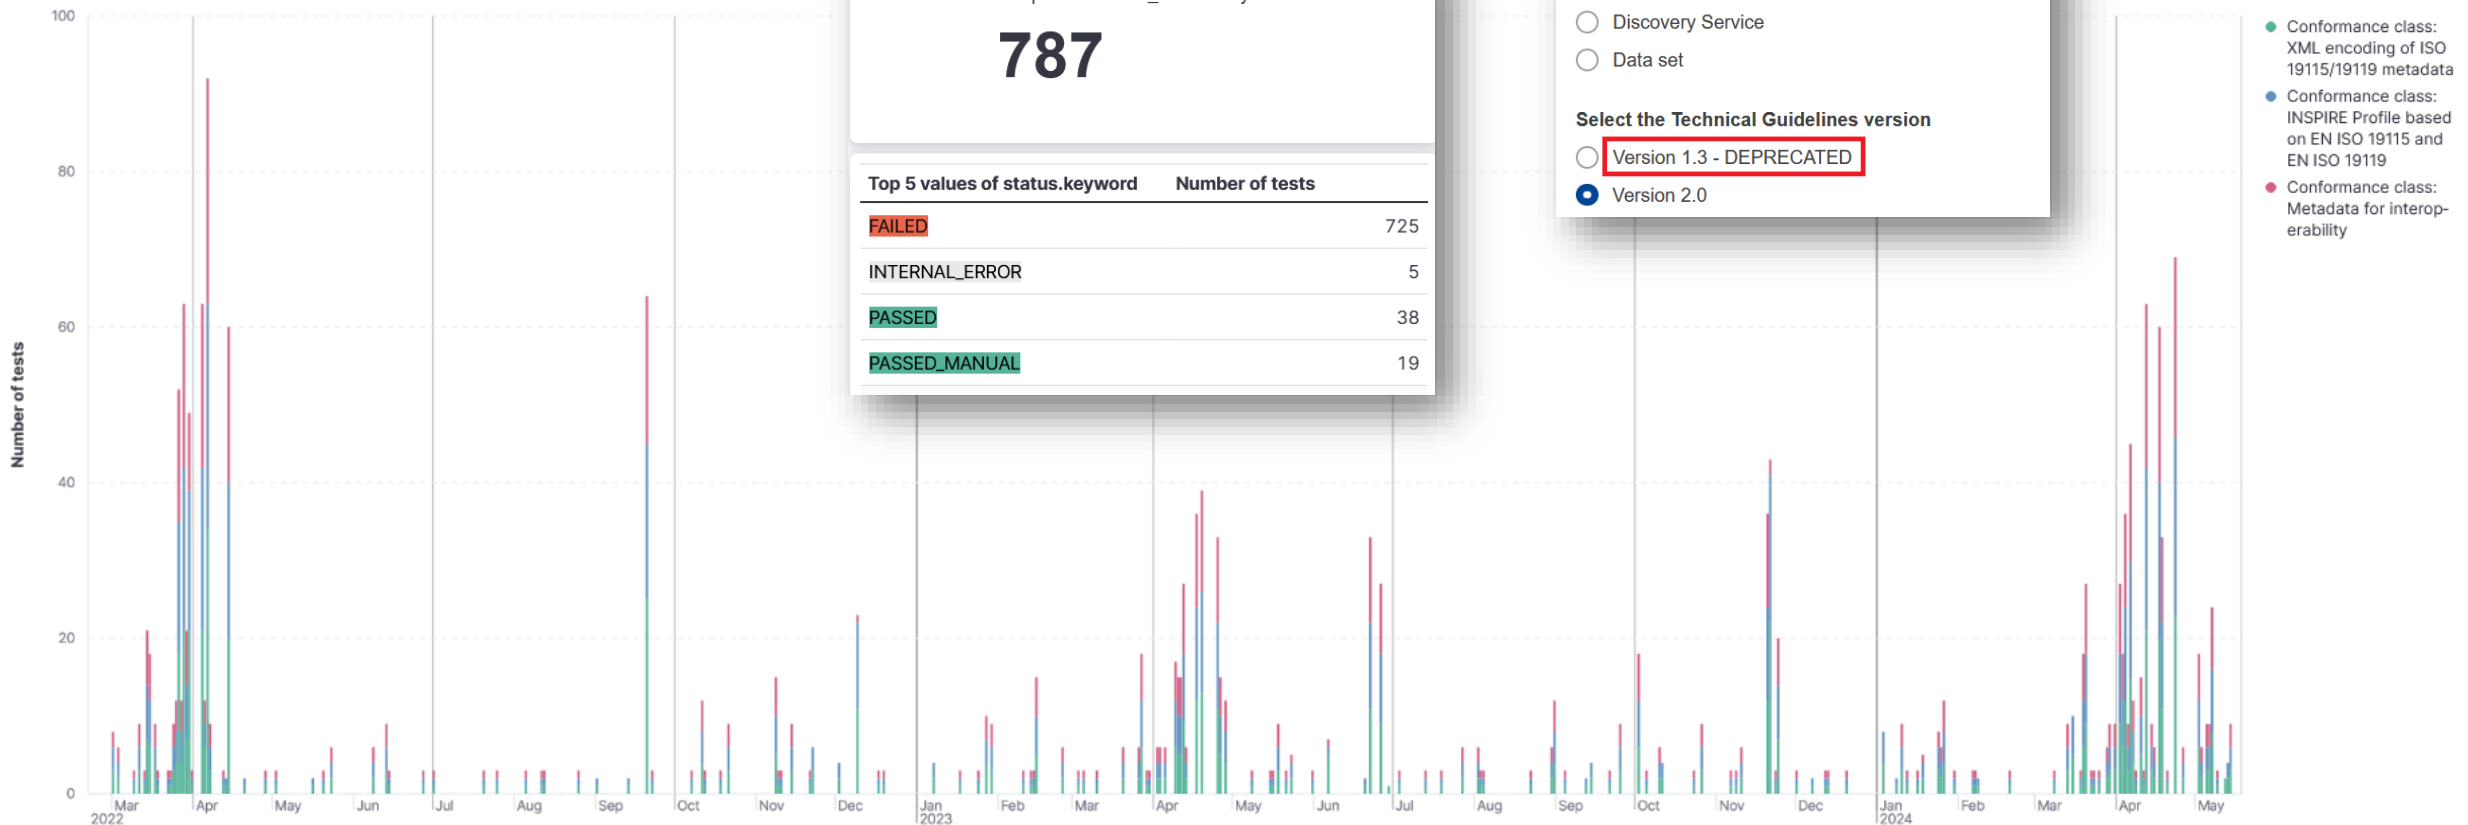 787
Top 5 values of status.keyword Number of tests
FAILED 725
INTERNAL_ERROR 5
PASSED 38
PASSED_MANUAL 19
Discovery Service
Data set
Select the Technical Guidelines version
Version 1.3 - DEPRECATED
Version 2.0
Conformance class:
XML encoding of ISO
19115/19119 metadata
Conformance class:
INSPIRE Profile based
on EN ISO 19115 and
EN ISO 19119
Conformance class:
Metadata for interop-
erability
Number of tests
100
80
60
40
20
0
Mar Apr May Jun Jul Aug Sep Oct Nov Dec Jan Feb Mar Apr May Jun Jul Aug Sep Oct Nov Dec Jan Feb Mar Apr May
2022 2023 2024